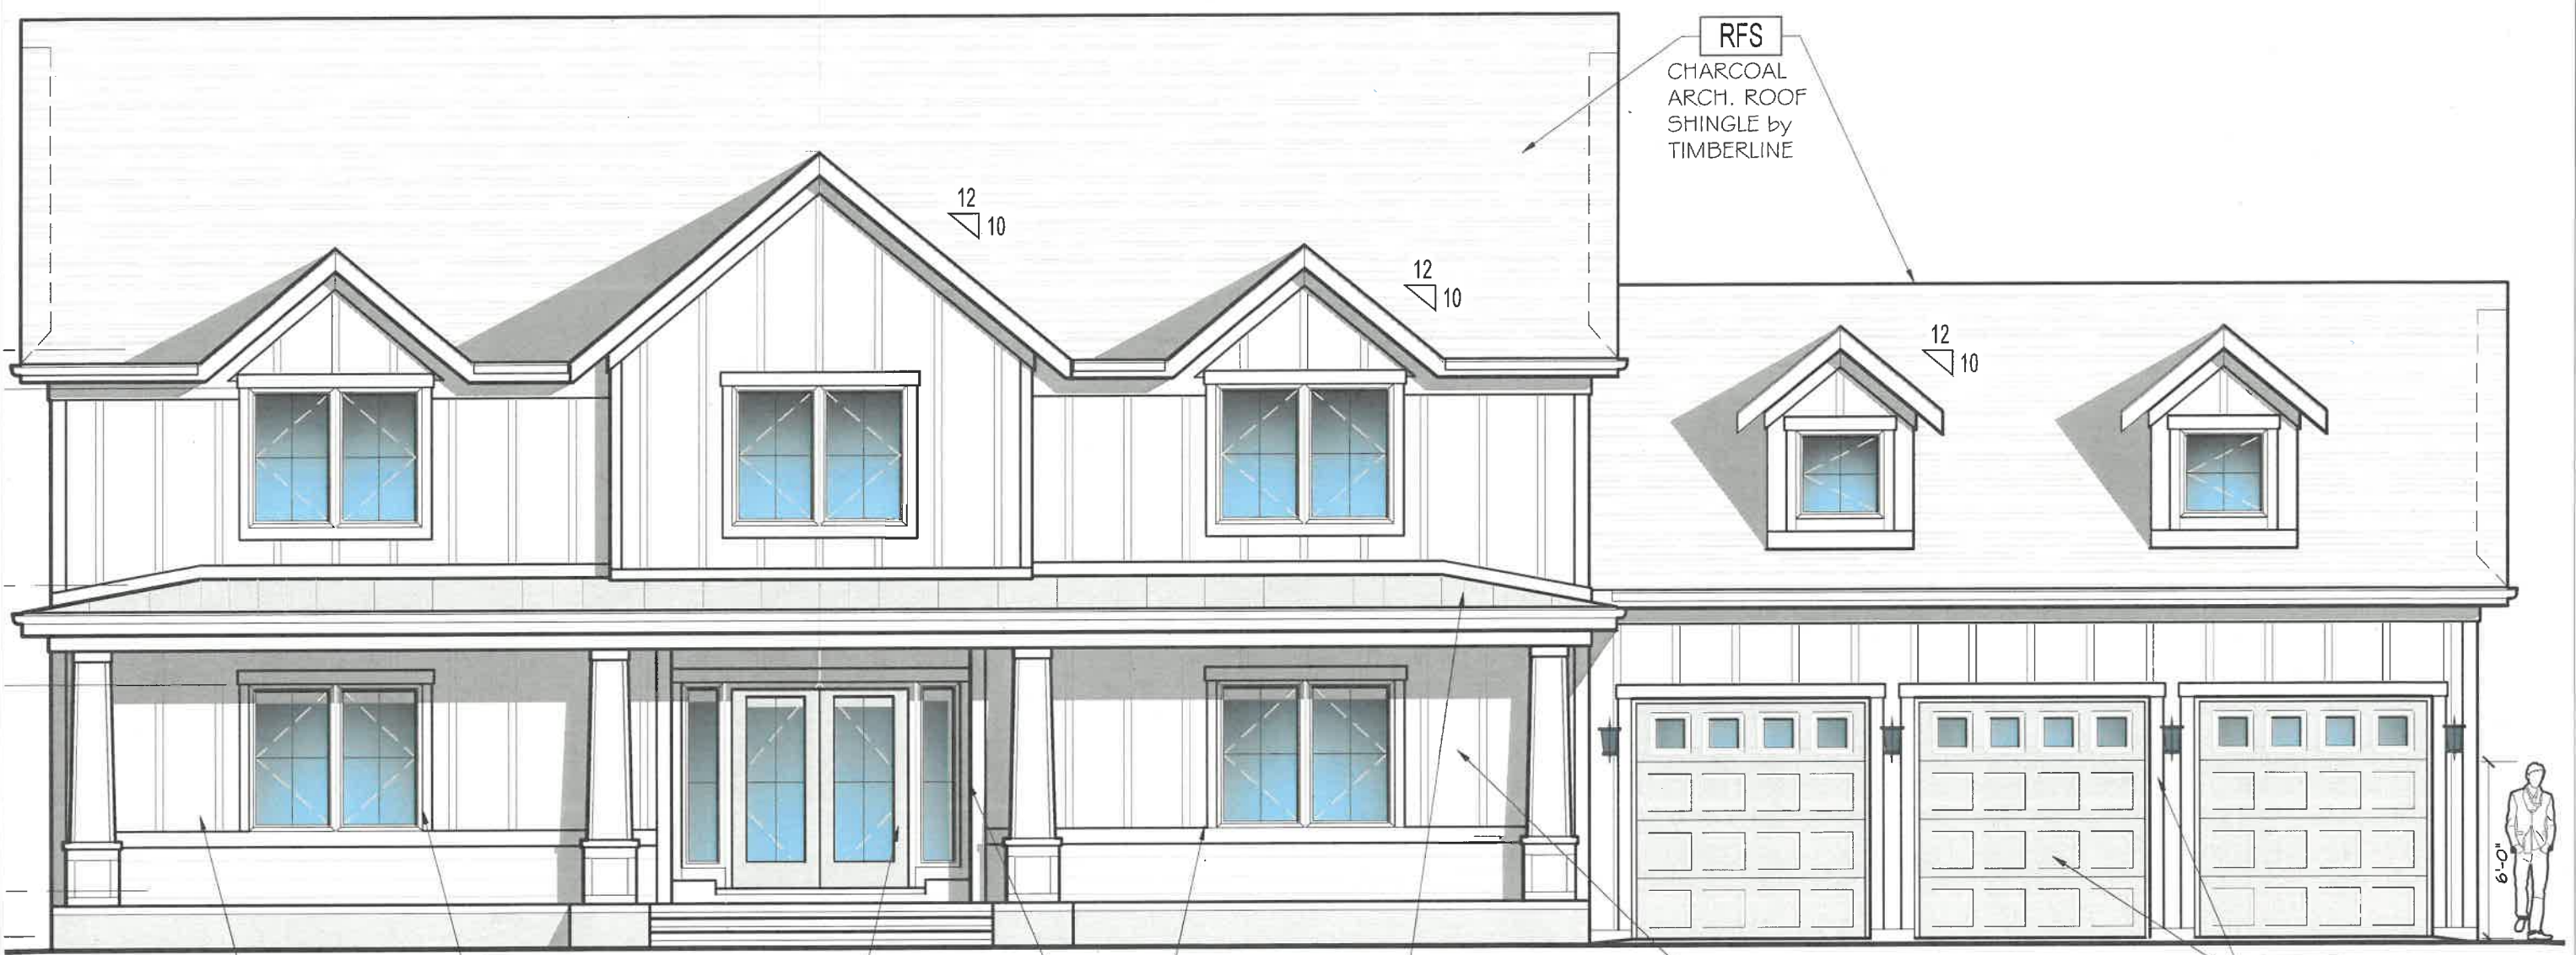 RFS
CHARCOAL
ARCH. ROOF
SHINGLE by
TIMBERLINE
12
10
12
10
12
10
6'-0"